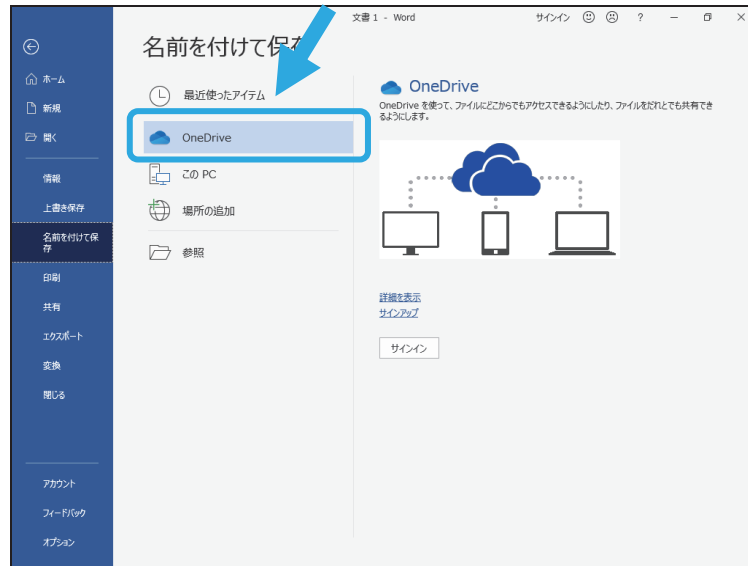 文書 1 - Word
サインイン
?
名前を付けて保存
ホーム
新規
開く
情報
上書き保存
名前を付けて保
存
印刷
共有
エクスポート
変換
閉じる
アカウント
フィードバック
オプション
最近使ったアイテム
OneDrive
この PC
場所の追加
参照
OneDrive
OneDrive を使って、ファイルにどこからでもアクセスできるようにしたり、ファイルをだれとでも共有でき
るようにします。
詳細を表示
サインアップ
サインイン